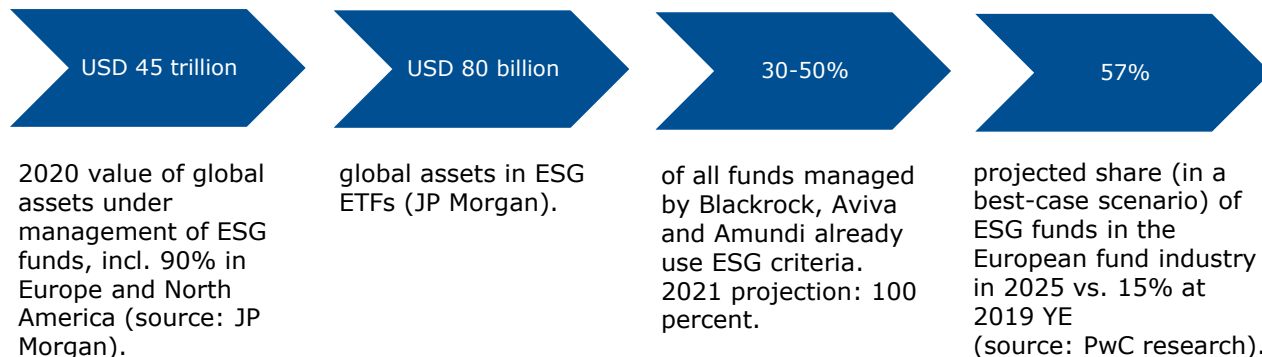 USD 45 trillion
2020 value of global
assets under
management of ESG
funds, incl. 90% in
Europe and North
America (source: JP
Morgan).
USD 80 billion
global assets in ESG
ETFs (JP Morgan).
30-50%
of all funds managed
by Blackrock, Aviva
and Amundi already
use ESG criteria.
2021 projection: 100
percent.
57%
projected share (in a
best-case scenario) of
ESG funds in the
European fund industry
in 2025 vs. 15% at
2019 YE
(source: PwC research).